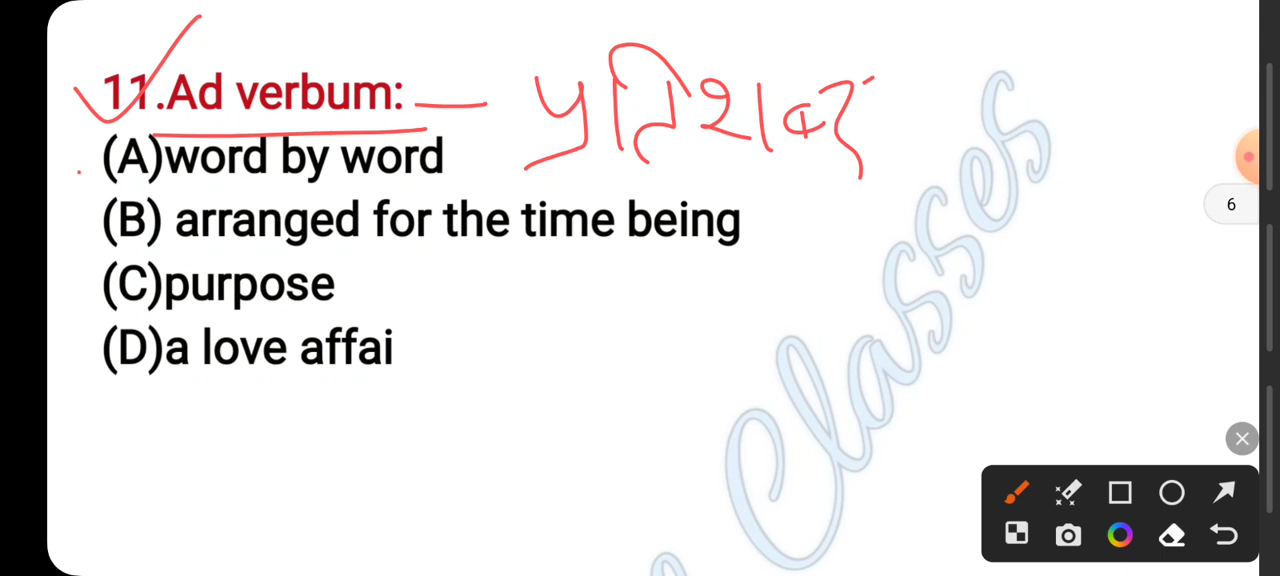 11.Ad verbum: — प्रतिशब्द
(A)word by word
(B) arranged for the time being
(C)purpose
(D)a love affai
Classes
6